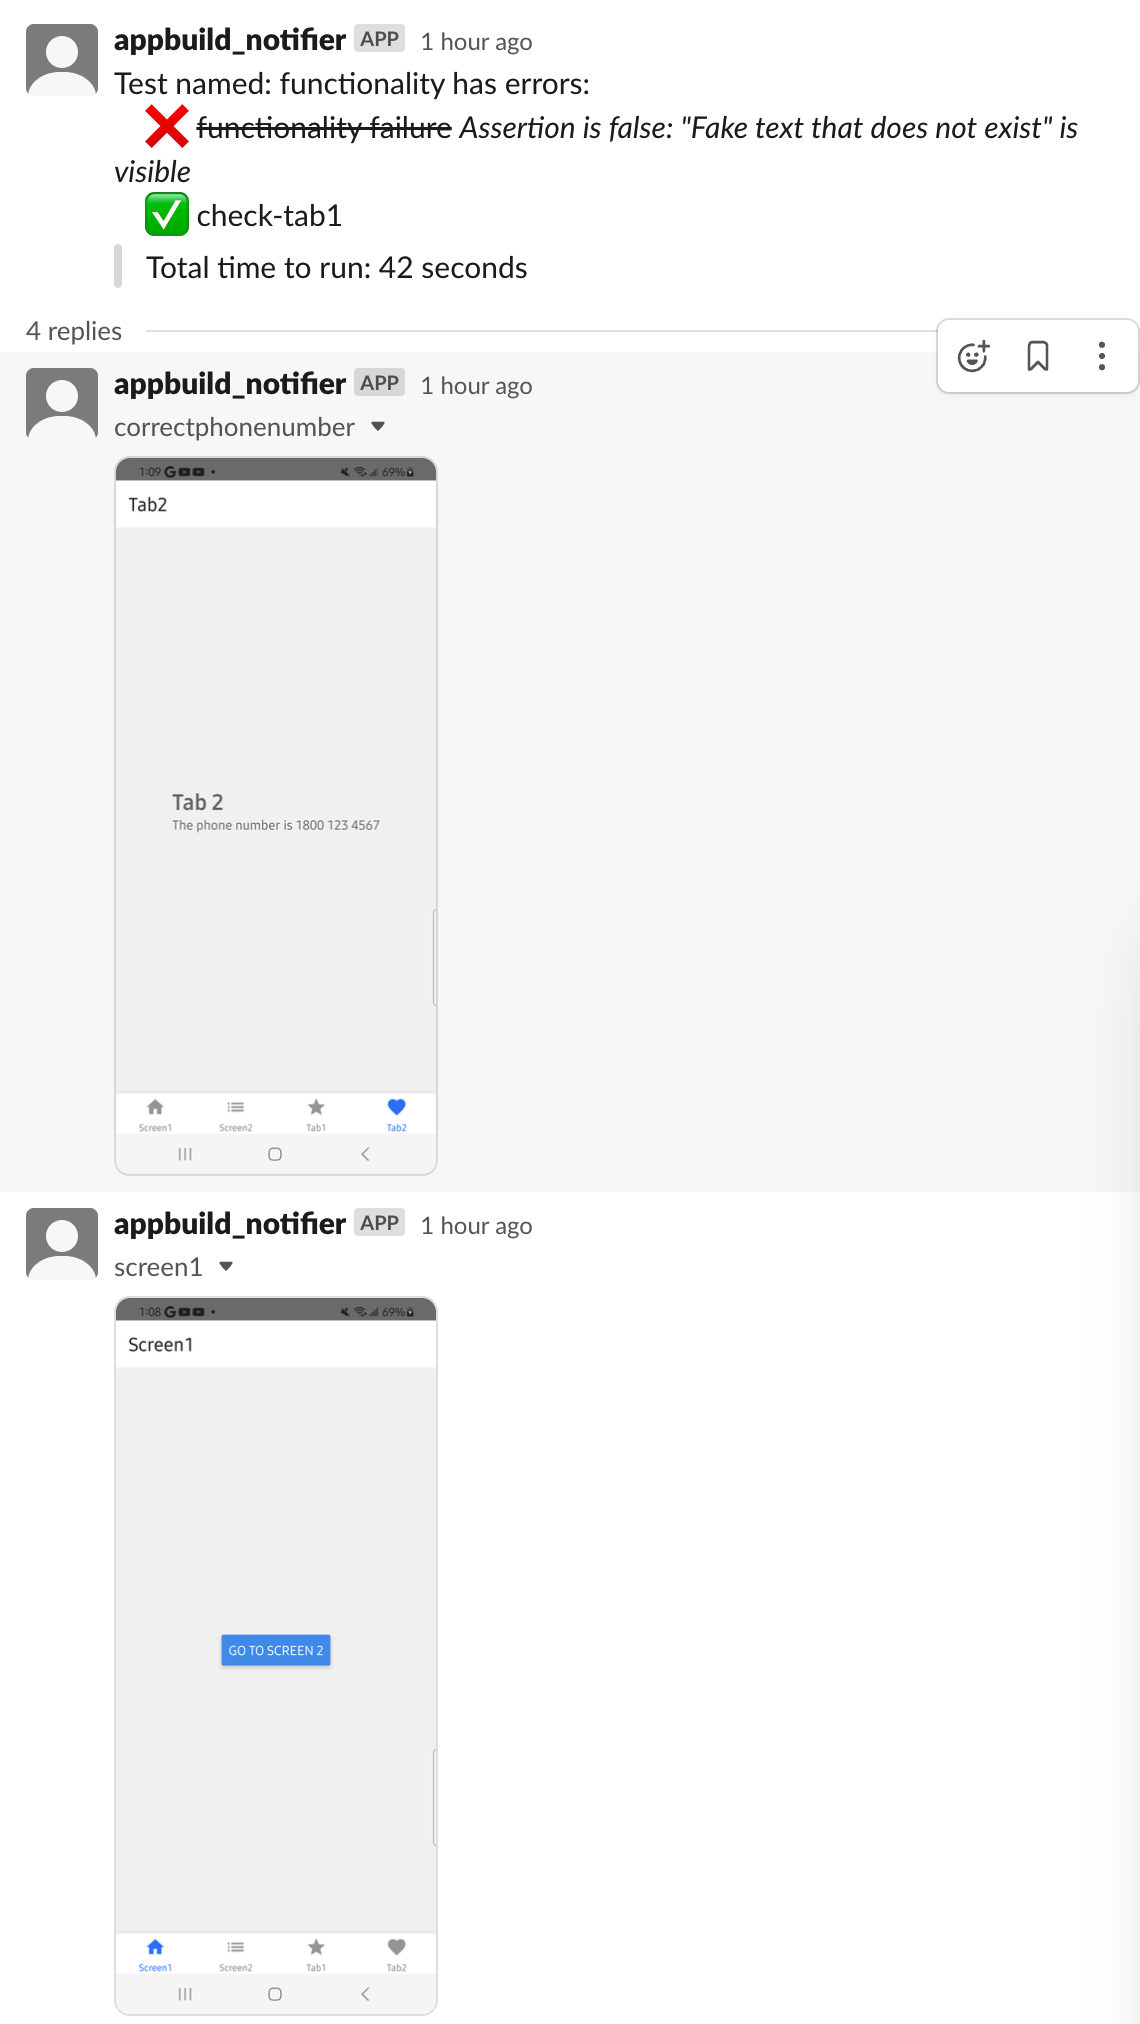 appbuild_notifier APP 1 hour ago
Test named: functionality has errors:
❌ functionality failure Assertion is false: "Fake text that does not exist" is
visible
✅ check-tab1
Total time to run: 42 seconds
4 replies
appbuild_notifier APP 1 hour ago
correctphonenumber
1:09 G 69%
Tab2
Tab 2
The phone number is 1800 123 4567
Screen1 Screen2 Tab1 Tab2
appbuild_notifier APP 1 hour ago
screen1
1:08 G 69%
Screen1
GO TO SCREEN 2
Screen1 Screen2 Tab1 Tab2